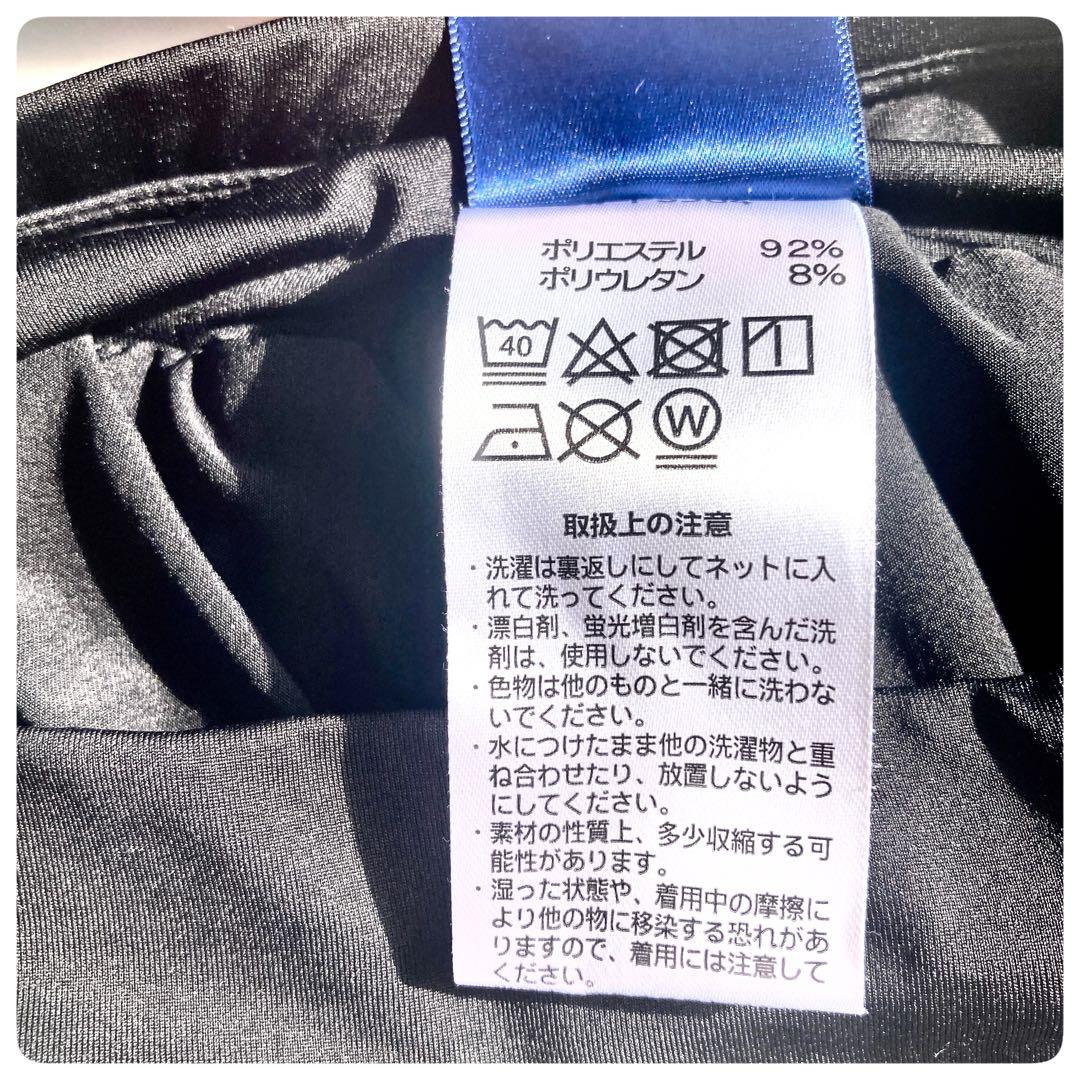 ポリエステル 92%
ポリウレタン 8%
40
W
取扱上の注意
・洗濯は裏返しにしてネットに入
れて洗ってください。
・漂白剤、蛍光増白剤を含んだ洗
剤は、使用しないでください。
・色物は他のものと一緒に洗わな
いでください。
・水につけたまま他の洗濯物と重
ね合わせたり、放置しないよう
にしてください。
・素材の性質上、多少収縮する可
能性があります。
・湿った状態や、着用中の摩擦に
より他の物に移染する恐れがあ
りますので、着用には注意して
ください。